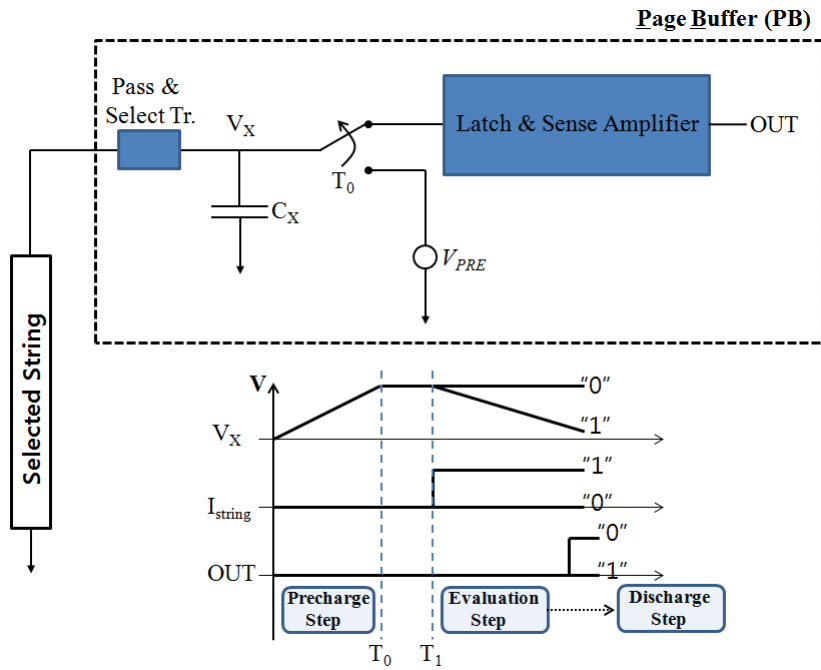 Page Buffer (PB)
Pass &
Select Tr.
VX
Latch & Sense Amplifier
OUT
T0
CX
VPRE
Selected String
V
"0"
VX
"1"
"1"
Istring
"0"
"0"
OUT
"1"
Precharge
Step
Evaluation
Step
Discharge
Step
T0
T1